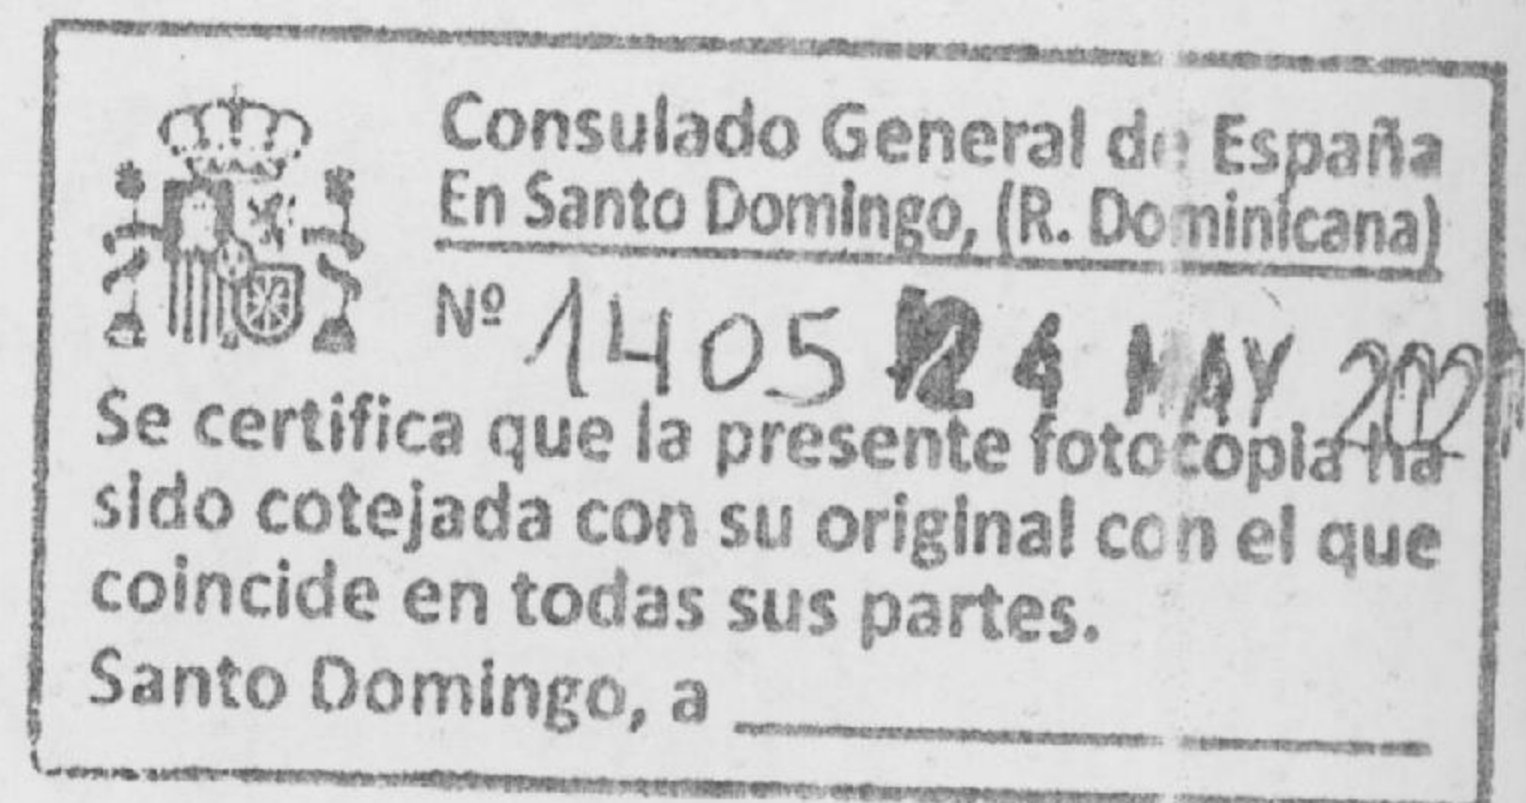 Consulado General de España
En Santo Domingo, (R. Dominicana)
Nº 1405 24 MAY
Se certifica que la presente fotocopia ha
sido cotejada con su original con el que
coincide en todas sus partes.
Santo Domingo, a